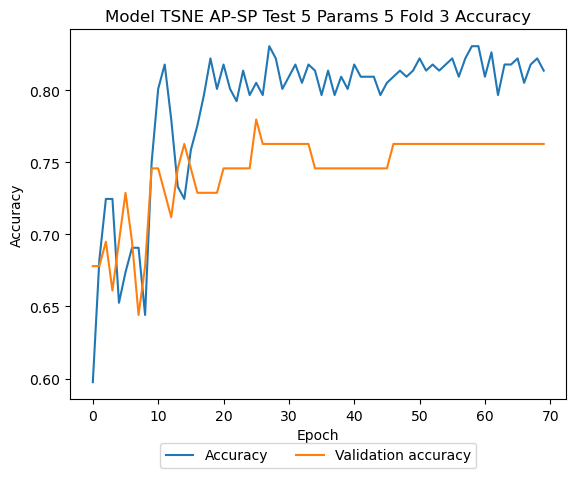 Model TSNE AP-SP Test 5 Params 5 Fold 3 Accuracy
Accuracy
0.80
0.75
0.70
0.65
0.60
0 10 20 30 40 50 60 70
Epoch
Accuracy Validation accuracy